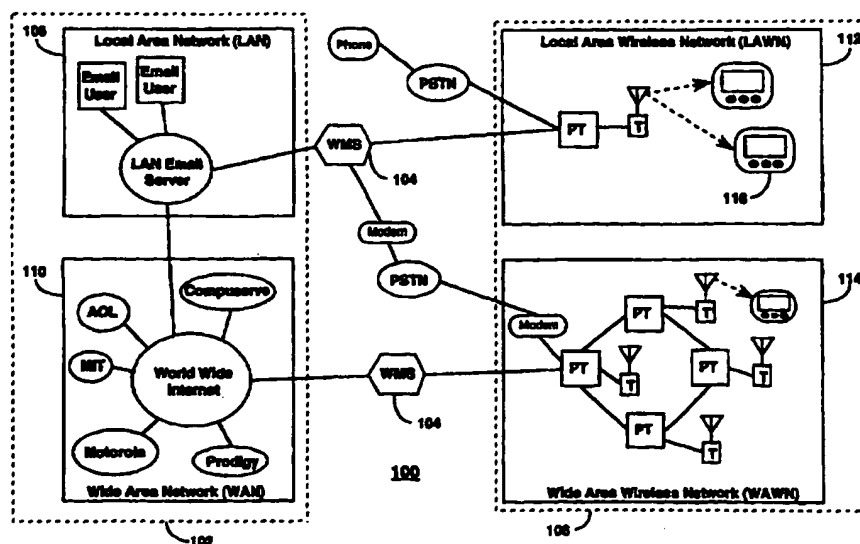 108
Local Area Network (LAN)
Email
User
Email
User
LAN Email
Server
110
Compuserve
AOL
MIT
World Wide
Internet
Motorola
Prodigy
Wide Area Network (WAN)
102
Phone
PSTN
WMS
104
Modem
PSTN
Modem
WMS
104
100
Local Area Wireless Network (LAWN)
112
PT
T
116
114
PT
T
PT
T
PT
T
PT
T
Wide Area Wireless Network (WAWN)
106